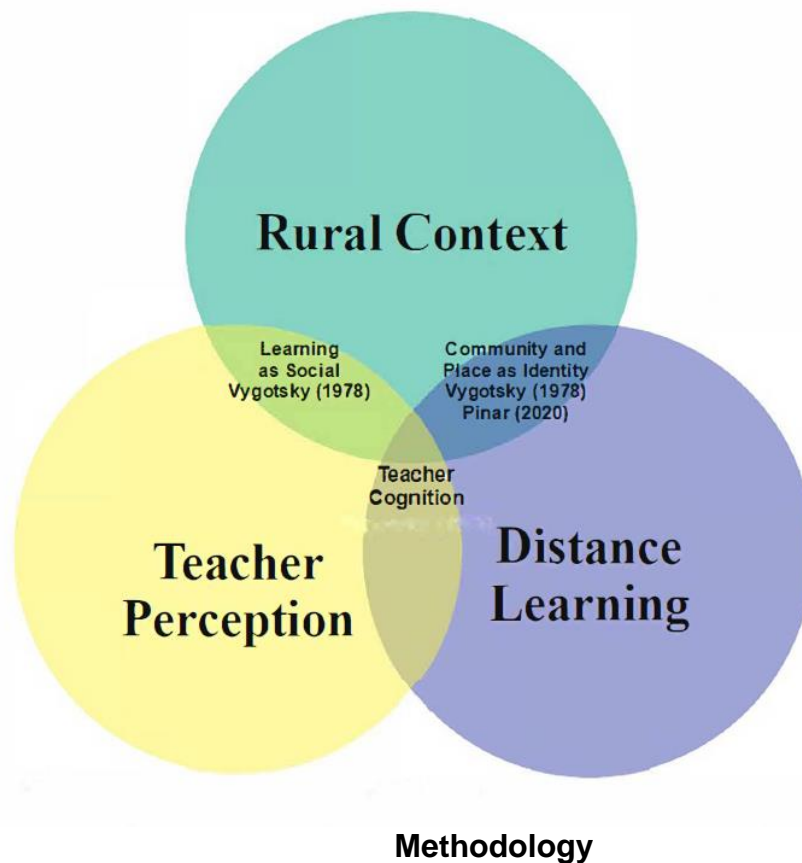 Rural Context
Learning
as Social
Vygotsky (1978)
Community and
Place as Identity
Vygotsky (1978)
Pinar (2020)
Teacher
Cognition
Teacher
Perception
Distance
Learning
Methodology